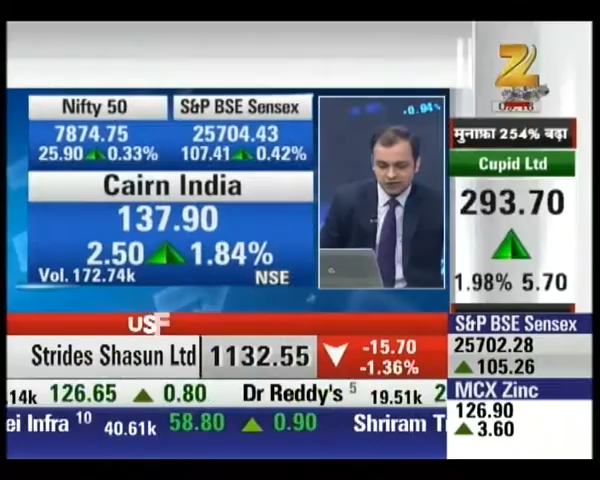 Nifty 50
S&P BSE Sensex
7874.75
25704.43
25.90 0.33%
107.41 0.42%
Cairn India
137.90
2.50 1.84%
Vol. 172.74k
NSE
-0.94%
मुनाफ़ा 254% बढ़ा
Cupid Ltd
293.70
1.98% 5.70
Strides Shasun Ltd
1132.55
-15.70
-1.36%
S&P BSE Sensex
25702.28
105.26
MCX Zinc
126.90
3.60
.14k 126.65 0.80 Dr Reddy's 5 19.51k 2
ei Infra 10 40.61k 58.80 0.90 Shriram T